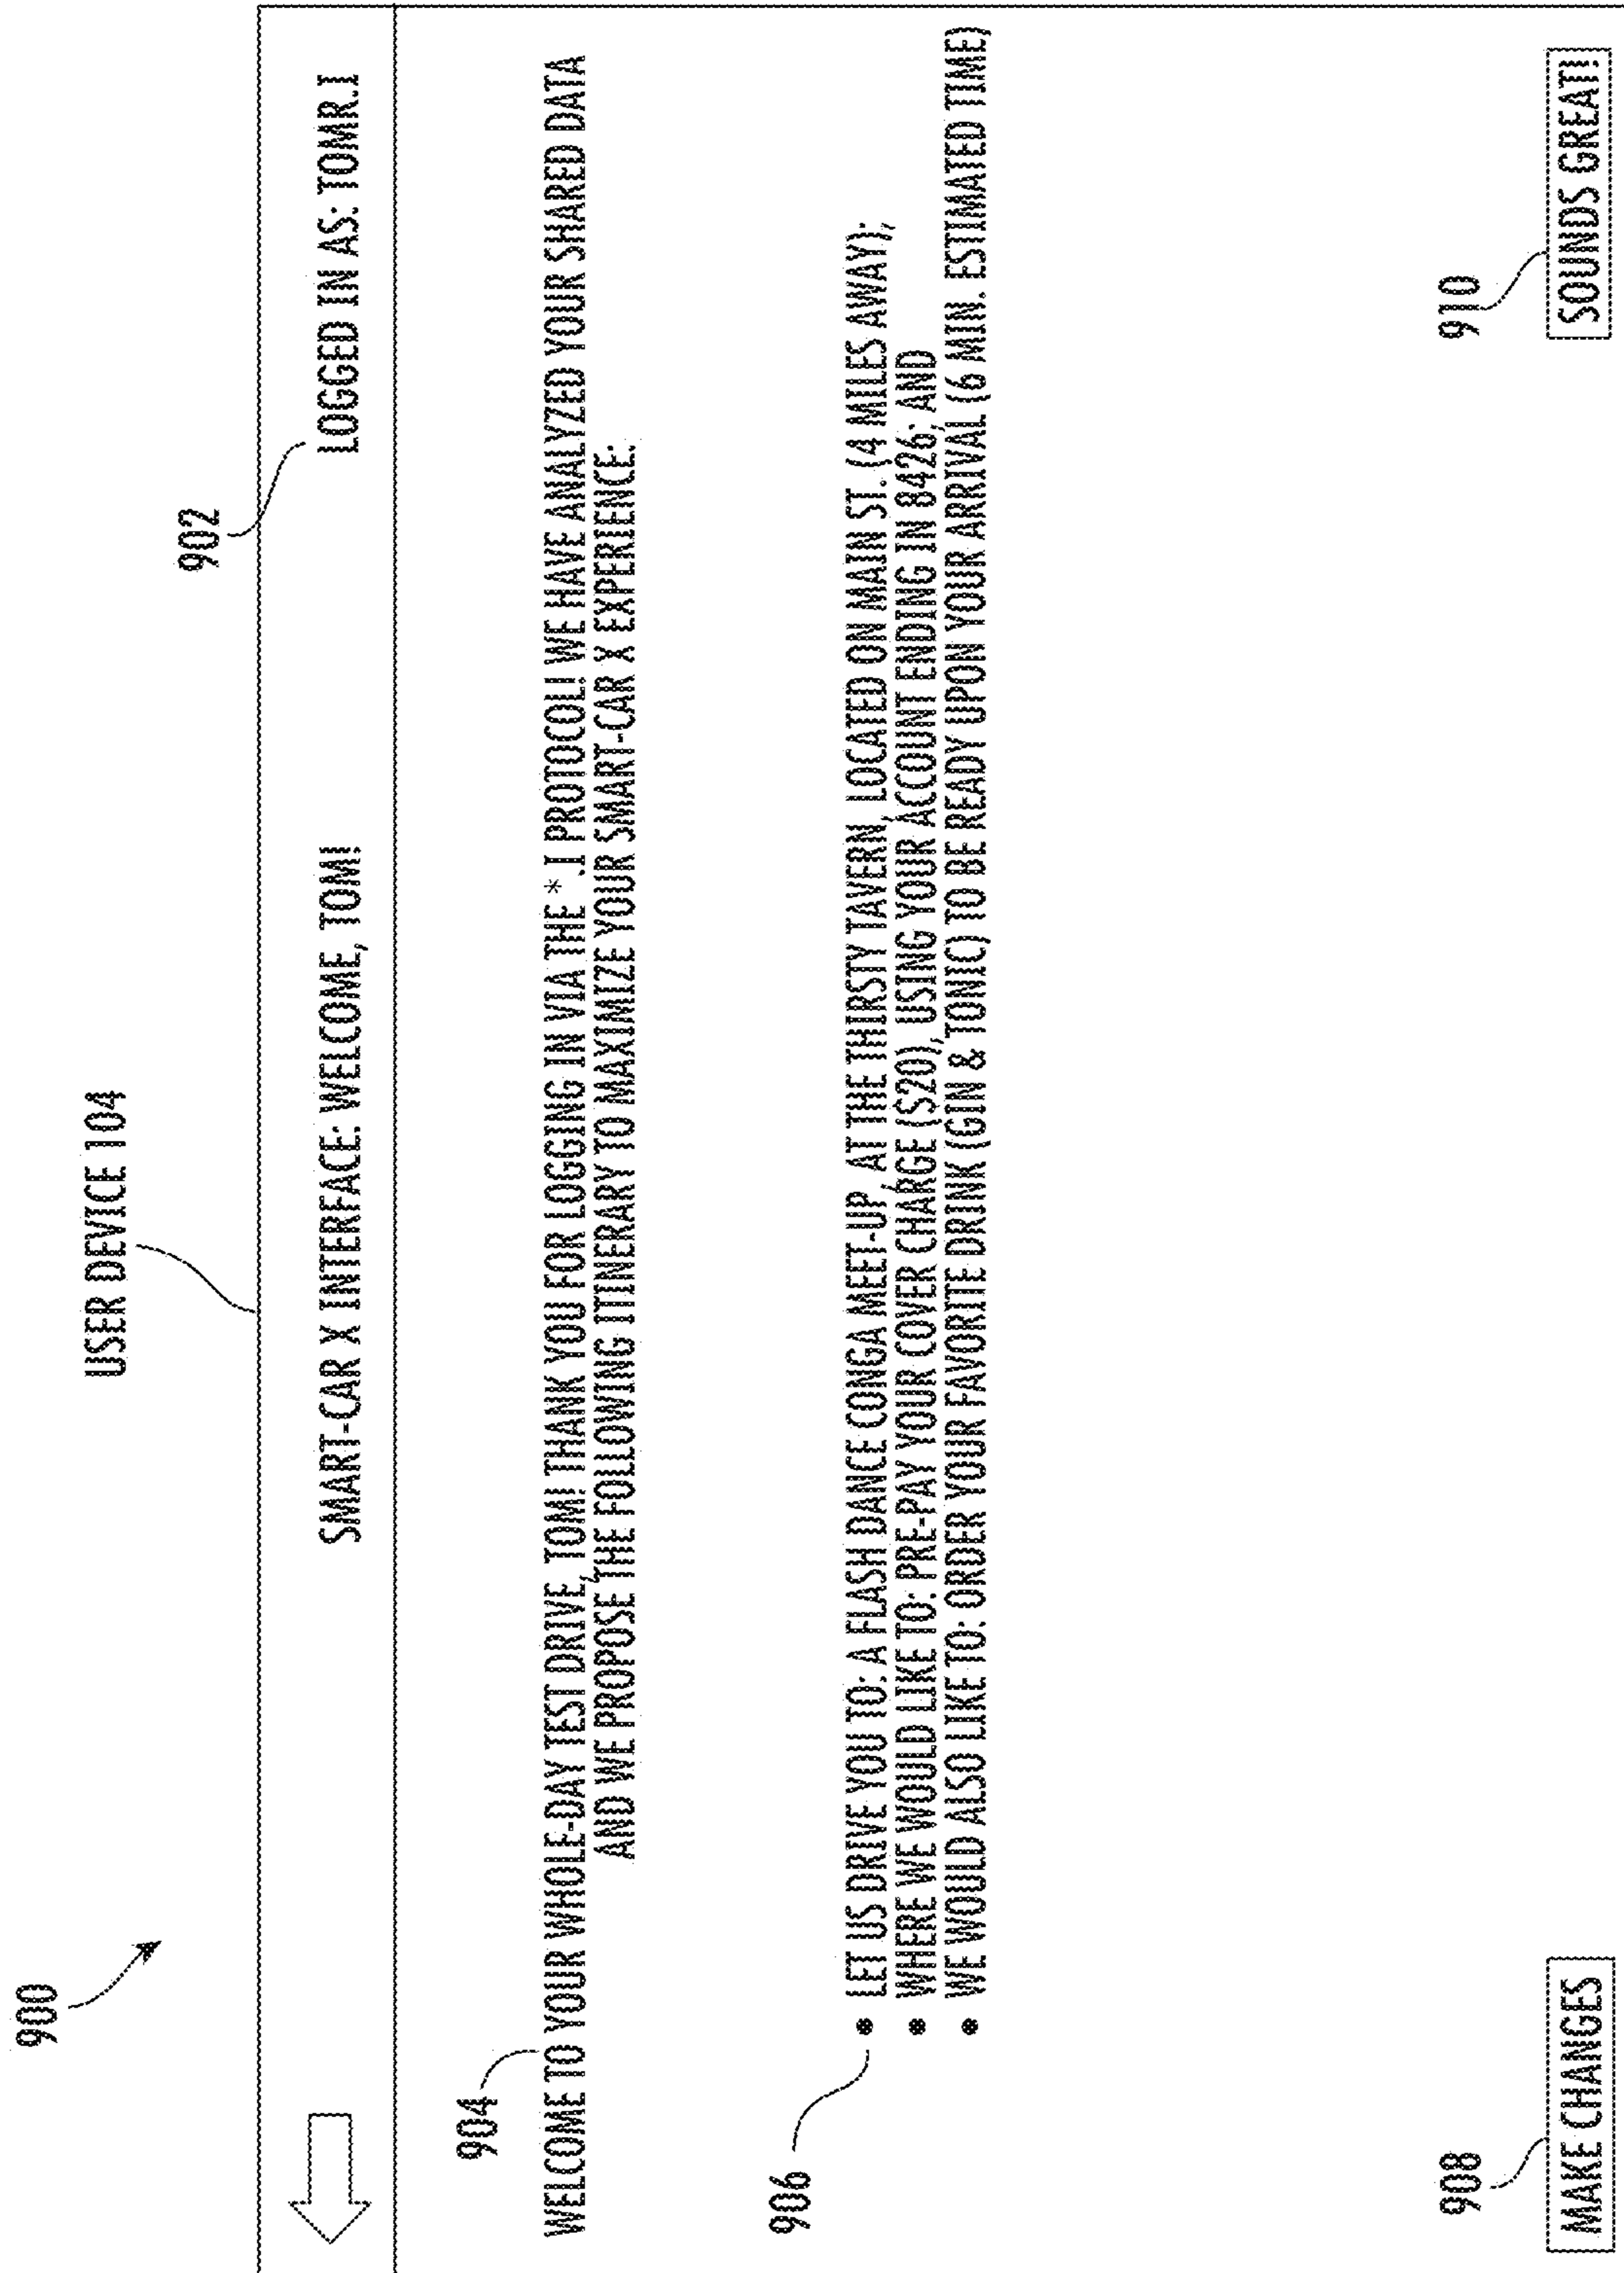 900
USER DEVICE 104
902
SMART-CAR X INTERFACE: WELCOME, TOM!
LOGGED IN AS: TOMR.I
904
WELCOME TO YOUR WHOLE-DAY TEST DRIVE, TOM! THANK YOU FOR LOGGING IN VIA THE *.I PROTOCOL! WE HAVE ANALYZED YOUR SHARED DATA
AND WE PROPOSE THE FOLLOWING ITINERARY TO MAXIMIZE YOUR SMART-CAR X EXPERIENCE:
906
• LET US DRIVE YOU TO: A FLASH DANCE CONGA MEET-UP, AT THE THIRSTY TAVERN, LOCATED ON MAIN ST. (4 MILES AWAY);
• WHERE WE WOULD LIKE TO: PRE-PAY YOUR COVER CHARGE ($20), USING YOUR ACCOUNT ENDING IN 8426; AND
• WE WOULD ALSO LIKE TO: ORDER YOUR FAVORITE DRINK (GIN & TONIC) TO BE READY UPON YOUR ARRIVAL (6 MIN. ESTIMATED TIME)
908
910
MAKE CHANGES
SOUNDS GREAT!